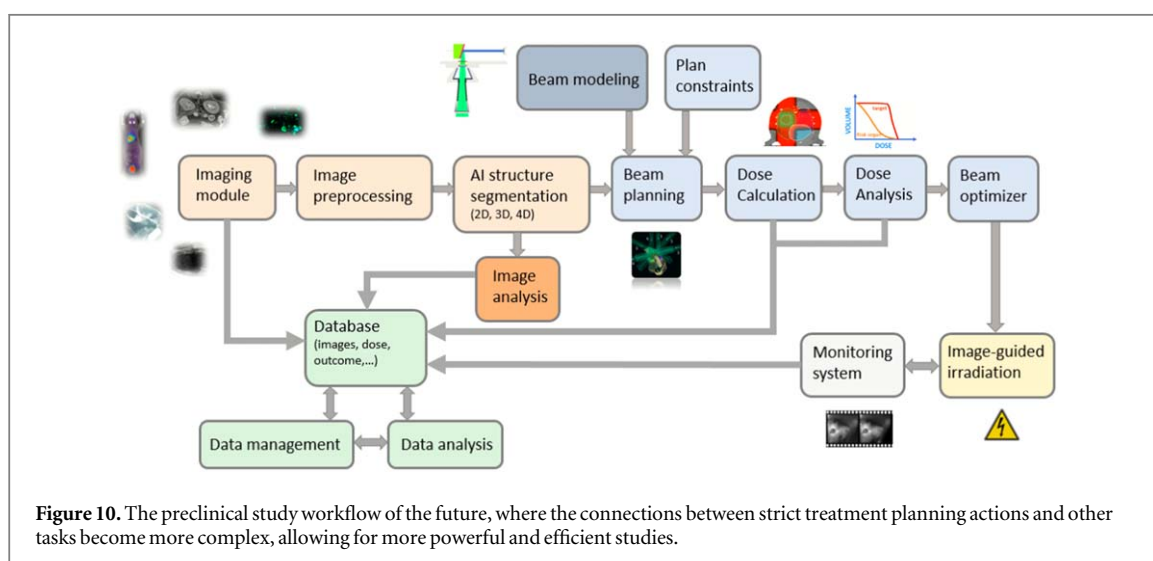 Beam modeling
Plan
constraints
Imaging
module
Image
preprocessing
AI structure
segmentation
(2D, 3D, 4D)
Beam
planning
Dose
Calculation
VOLUME
DOSE
target
Dose
Analysis
Beam
optimizer
Image
analysis
Database
(images, dose,
outcome,...)
Monitoring
system
Image-guided
irradiation
Data management
Data analysis
Figure 10. The preclinical study workflow of the future, where the connections between strict treatment planning actions and other
tasks become more complex, allowing for more powerful and efficient studies.